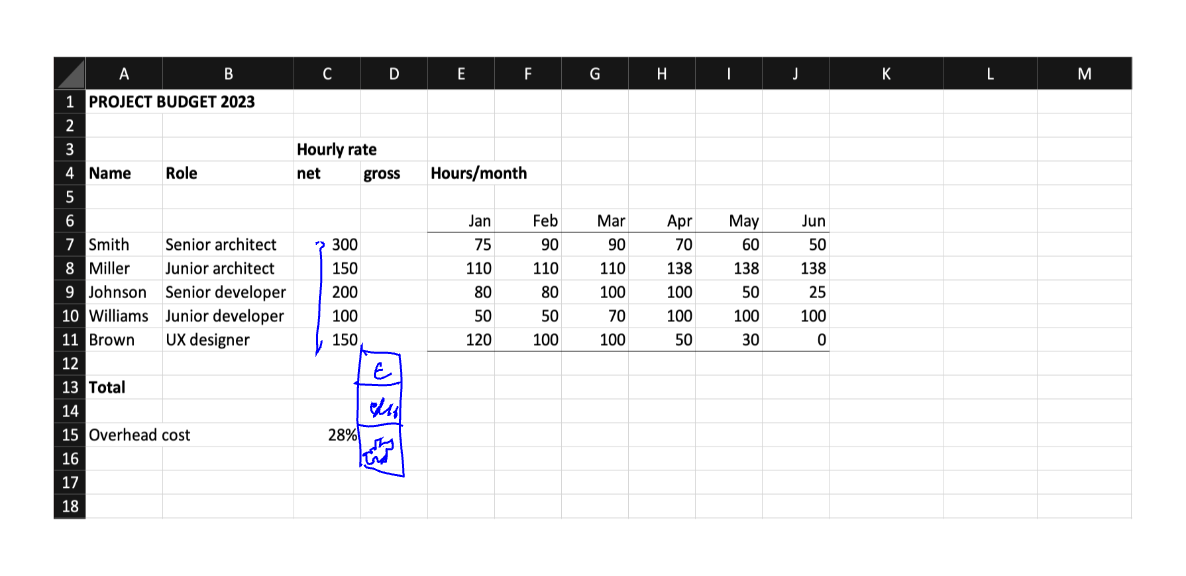 A B C D E F G H I J K L M
1 PROJECT BUDGET 2023
2
3 Hourly rate
4 Name Role net gross Hours/month
5
6 Jan Feb Mar Apr May Jun
7 Smith Senior architect 300 75 90 90 70 60 50
8 Miller Junior architect 150 110 110 110 138 138 138
9 Johnson Senior developer 200 80 80 100 100 50 25
10 Williams Junior developer 100 50 50 70 100 100 100
11 Brown UX designer 150 120 100 100 50 30 0
12
13 Total
14
15 Overhead cost 28%
16
17
18